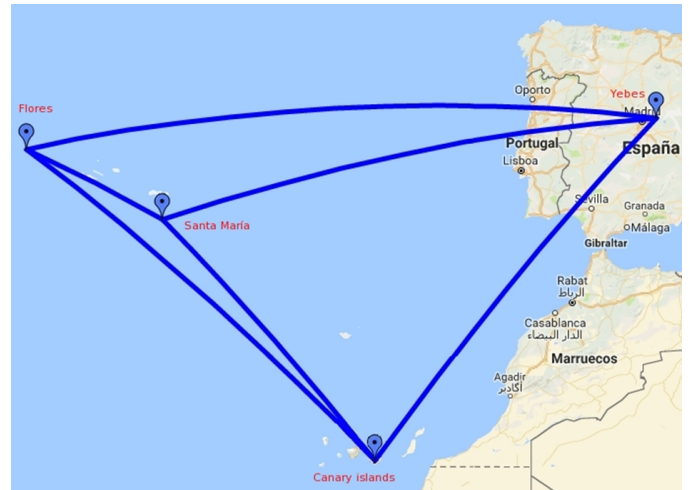 Oporto
Yebes
Flores
Madrid
Portugal
España
Lisboa
Santa María
Sevilla
Granada
Málaga
Gibraltar
Rabat
الرباط
Casablanca
الدار البيضاء
Marruecos
Agadir
أكادير
Canary islands